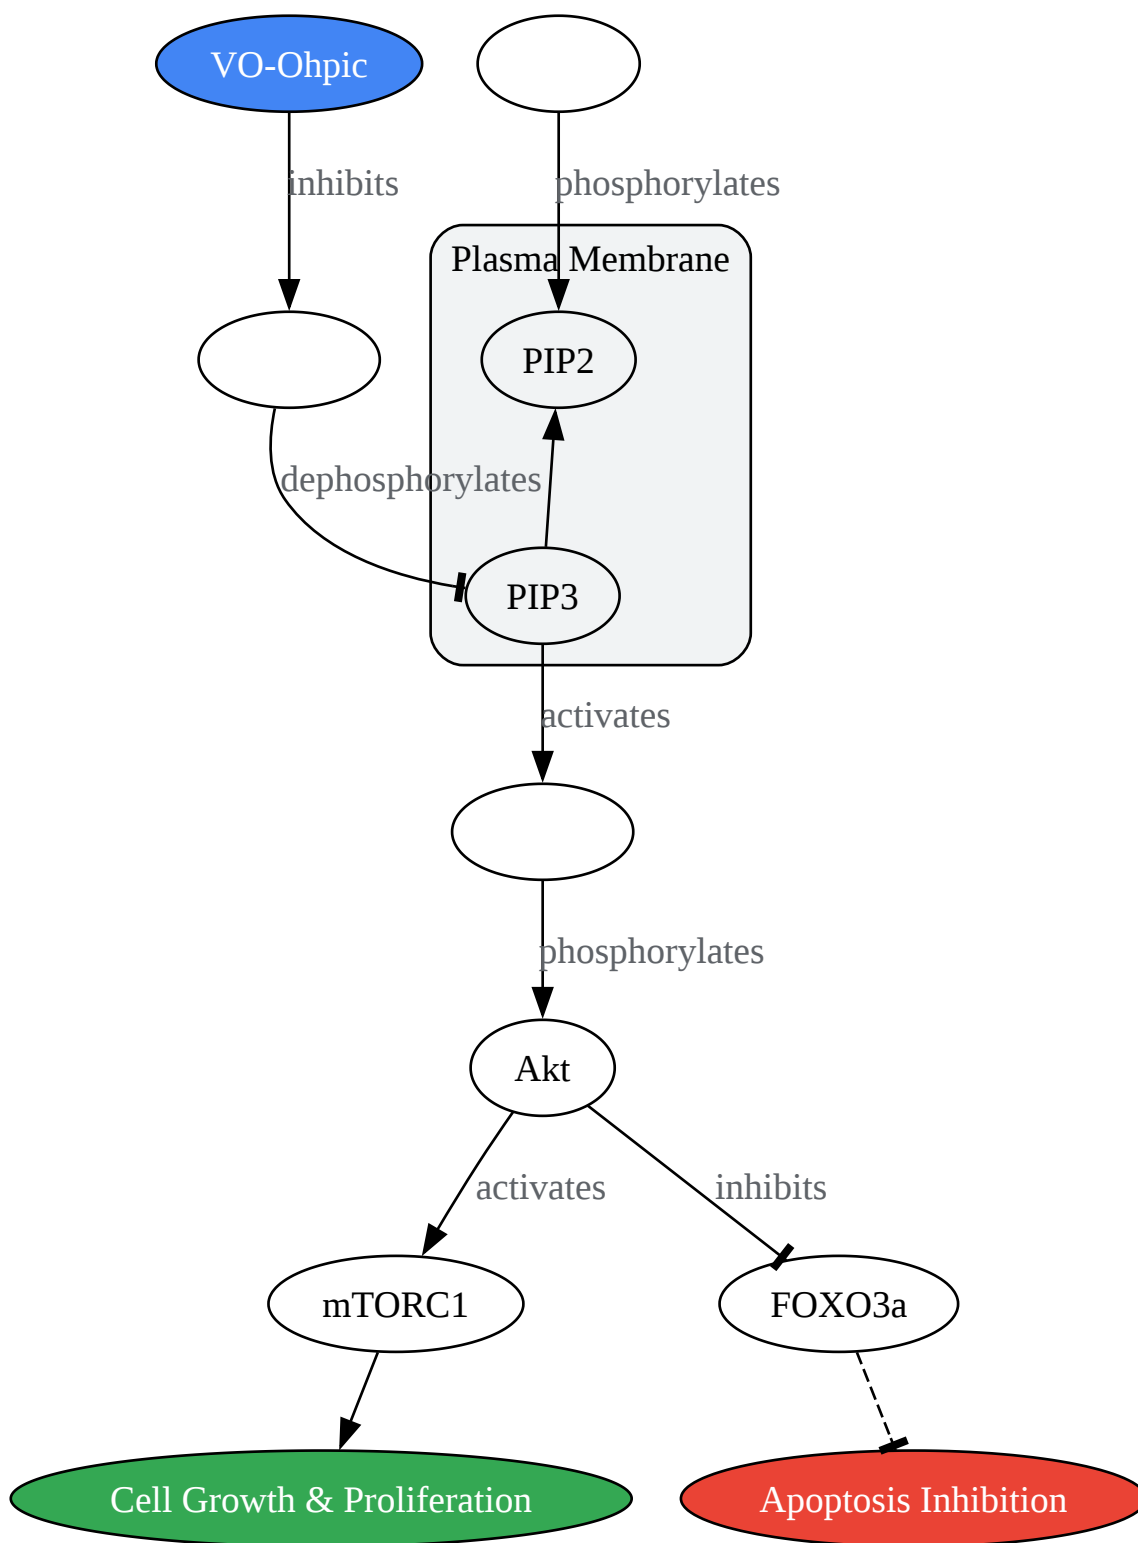 VO-Ohpic
inhibits
phosphorylates
Plasma Membrane
PIP2
dephosphorylates
PIP3
activates
phosphorylates
Akt
activates
inhibits
mTORC1
FOXO3a
Cell Growth & Proliferation
Apoptosis Inhibition